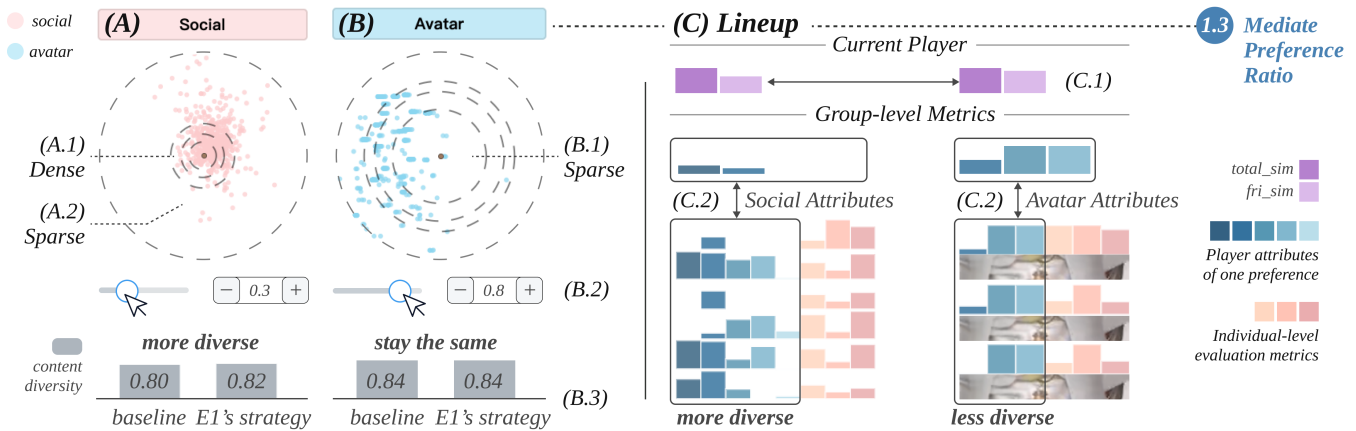 social
avatar
(A)
Social
(B)
Avatar
(C) Lineup
1.3
Mediate
Preference
Ratio
Current Player
(C.1)
Group-level Metrics
(A.1)
Dense
(A.2)
Sparse
(B.1)
Sparse
(C.2)
Social Attributes
(C.2)
Avatar Attributes
total_sim
fri_sim
Player attributes
of one preference
Individual-level
evaluation metrics
− 0.3 +
− 0.8 +
(B.2)
more diverse
stay the same
content
diversity
0.80
0.82
0.84
0.84
(B.3)
baseline
E1’s strategy
baseline
E1’s strategy
more diverse
less diverse